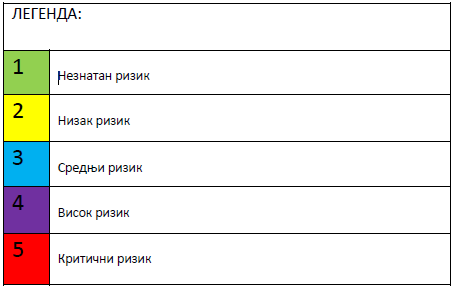 ЛЕГЕНДА:
1 Незнатан ризик
2 Низак ризик
3 Средњи ризик
4 Висок ризик
5 Критични ризик